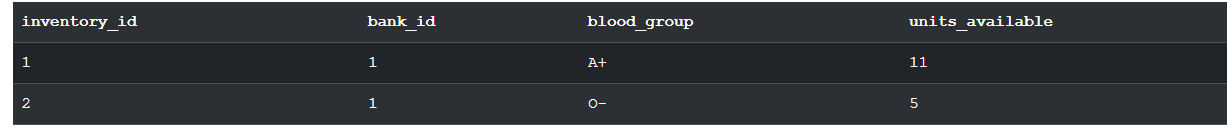 inventory_id bank_id blood_group units_available
1 1 A+ 11
2 1 O- 5